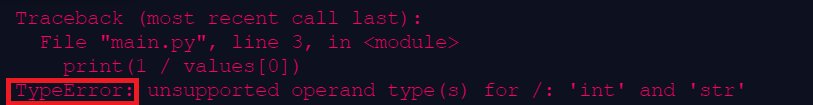 Traceback (most recent call last):
  File "main.py", line 3, in <module>
    print(1 / values[0])
TypeError: unsupported operand type(s) for /: 'int' and 'str'